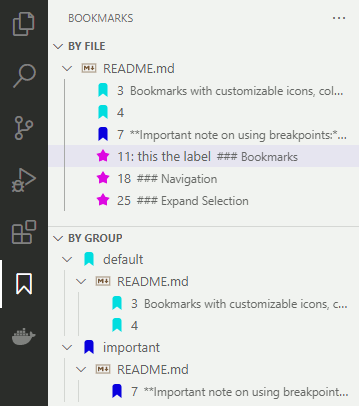 BOOKMARKS
BY FILE
README.md
3 Bookmarks with customizable icons, col...
4
7 **Important note on using breakpoints:*...
11: this the label ### Bookmarks
18 ### Navigation
25 ### Expand Selection
BY GROUP
default
README.md
3 Bookmarks with customizable icons, c...
4
important
README.md
7 **Important note on using breakpoint...